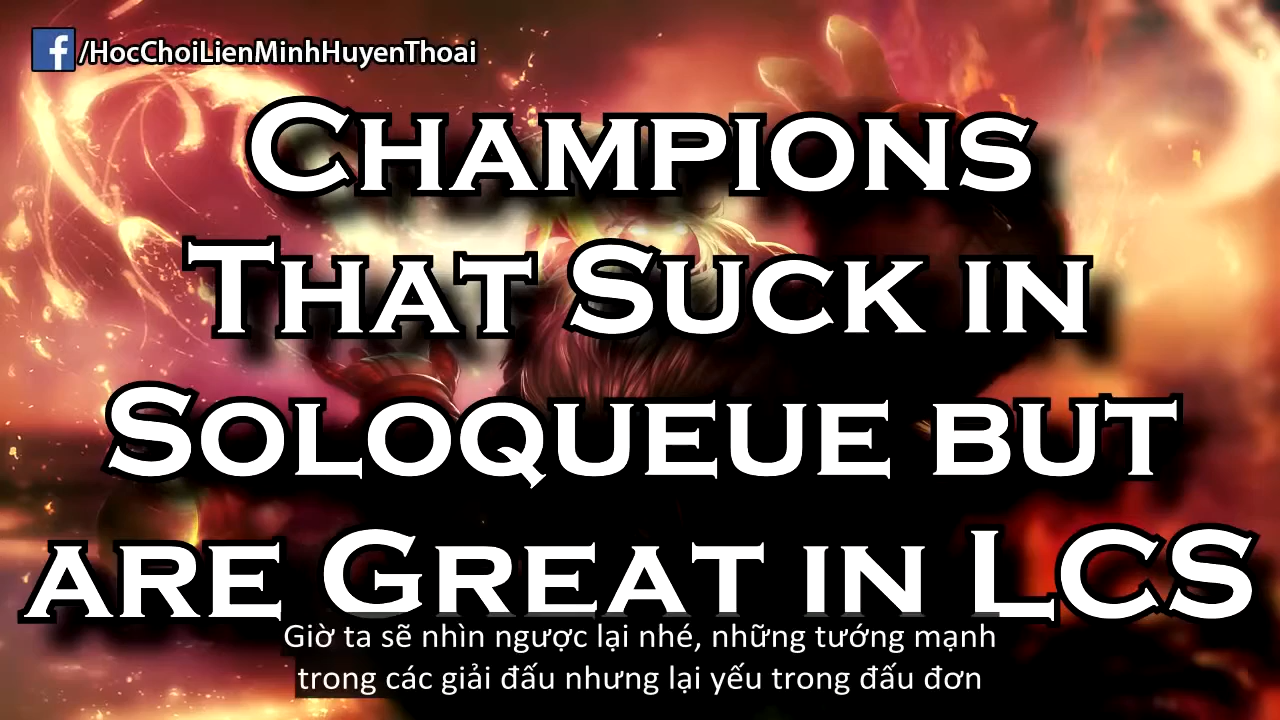 /HocChoiLienMinhHuyenThoai
Champions
That Suck in
Soloqueue but
are Great in LCS
Giờ ta sẽ nhìn ngược lại nhé, những tướng mạnh
trong các giải đấu nhưng lại yếu trong đấu đơn